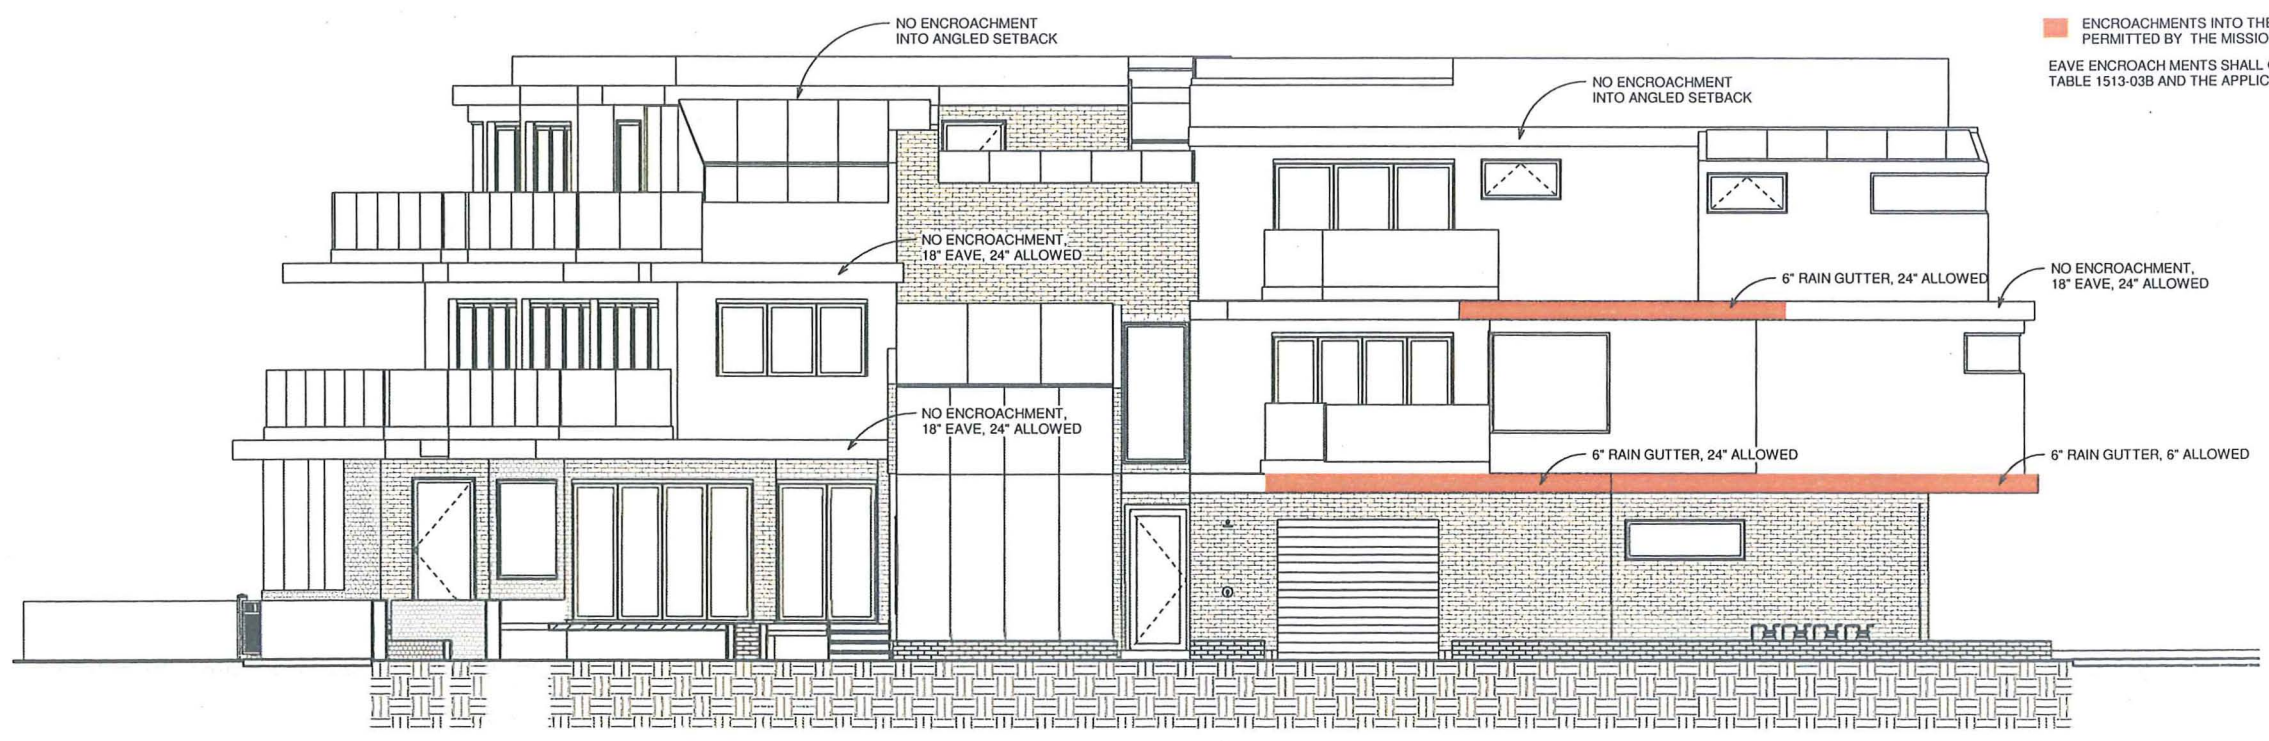 NO ENCROACHMENT
INTO ANGLED SETBACK
ENCROACHMENTS INTO THE
PERMITTED BY THE MISSIO
EAVE ENCROACH MENTS SHALL
TABLE 1513-03B AND THE APPLIC
NO ENCROACHMENT
INTO ANGLED SETBACK
NO ENCROACHMENT,
18" EAVE, 24" ALLOWED
6" RAIN GUTTER, 24" ALLOWED
NO ENCROACHMENT,
18" EAVE, 24" ALLOWED
NO ENCROACHMENT,
18" EAVE, 24" ALLOWED
6" RAIN GUTTER, 24" ALLOWED
6" RAIN GUTTER, 6" ALLOWED